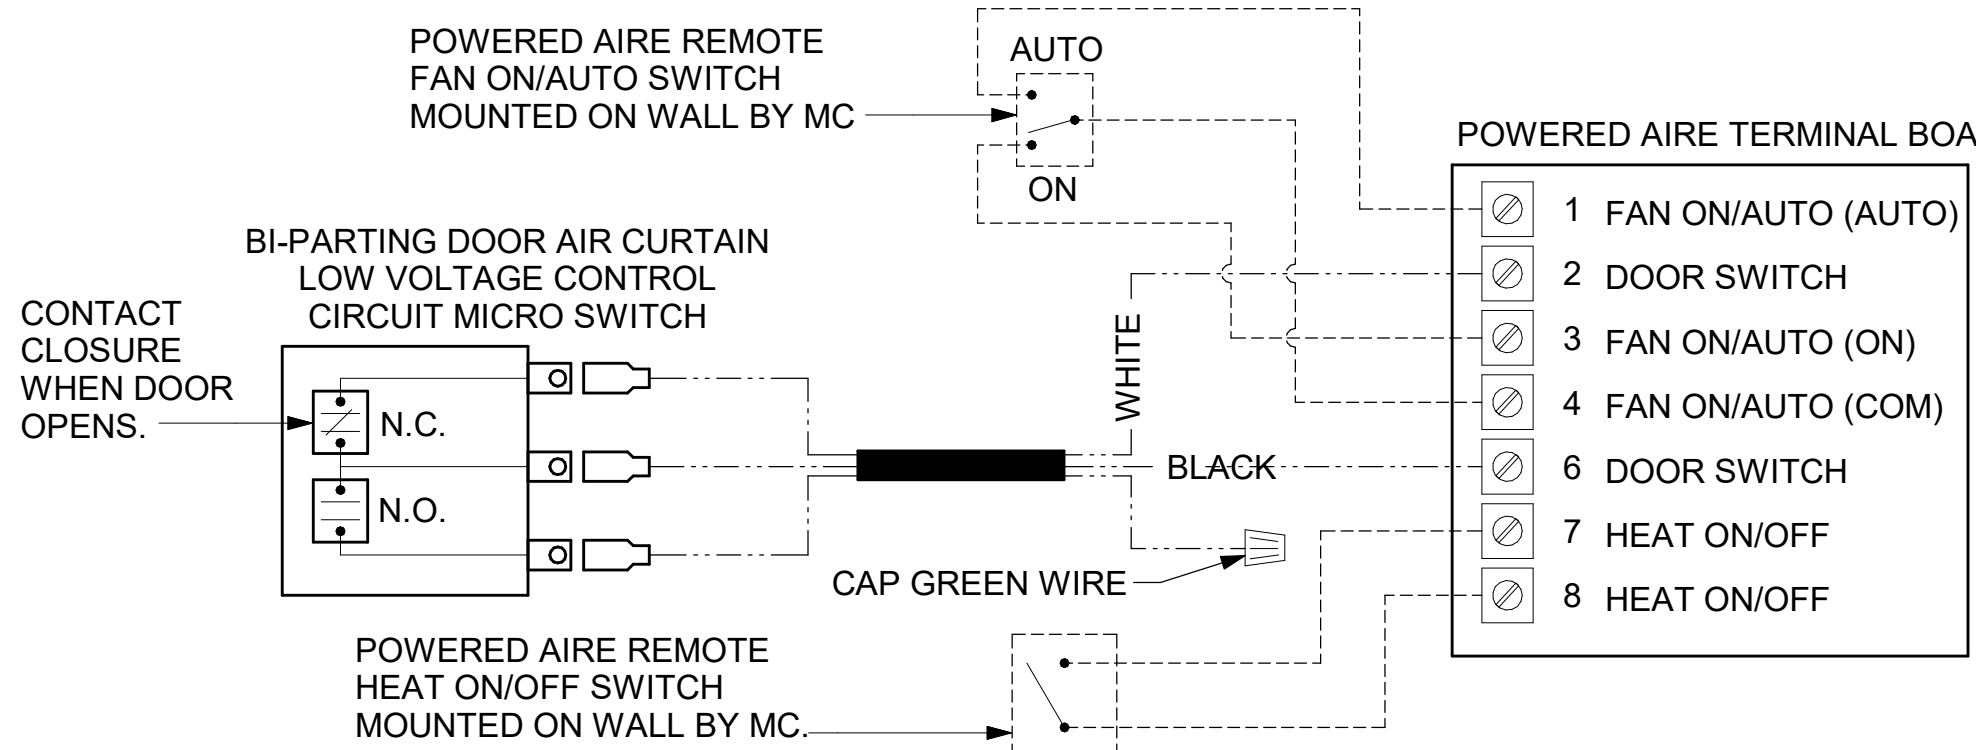 POWERED AIRE REMOTE
FAN ON/AUTO SWITCH
MOUNTED ON WALL BY MC
AUTO
ON
POWERED AIRE TERMINAL BOA
1 FAN ON/AUTO (AUTO)
2 DOOR SWITCH
3 FAN ON/AUTO (ON)
4 FAN ON/AUTO (COM)
6 DOOR SWITCH
7 HEAT ON/OFF
8 HEAT ON/OFF
BI-PARTING DOOR AIR CURTAIN
LOW VOLTAGE CONTROL
CIRCUIT MICRO SWITCH
CONTACT
CLOSURE
WHEN DOOR
OPENS.
N.C.
N.O.
WHITE
BLACK
CAP GREEN WIRE
POWERED AIRE REMOTE
HEAT ON/OFF SWITCH
MOUNTED ON WALL BY MC.